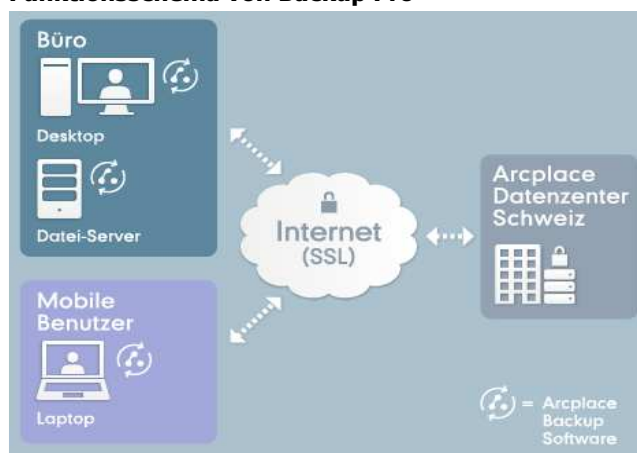 Funktionsschema von Backup Pro
Büro
Desktop
Datei-Server
Mobile
Benutzer
Laptop
Internet
(SSL)
Arcplace
Datenzenter
Schweiz
= Arcplace
Backup
Software